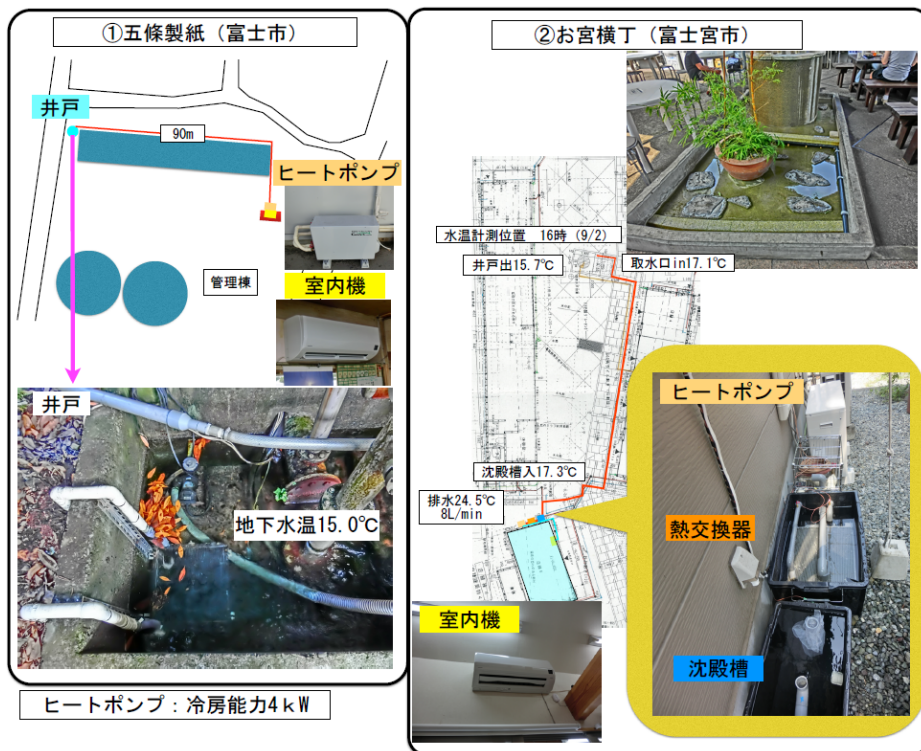 ①五條製紙（富士市）
井戸
90m
ヒートポンプ
管理棟
室内機
井戸
地下水温15.0℃
ヒートポンプ：冷房能力4ｋW
②お宮横丁（富士宮市）
水温計測位置　16時（9/2）
井戸出15.7℃
取水口in17.1℃
沈殿槽入17.3℃
排水24.5℃
8L/min
室内機
ヒートポンプ
熱交換器
沈殿槽